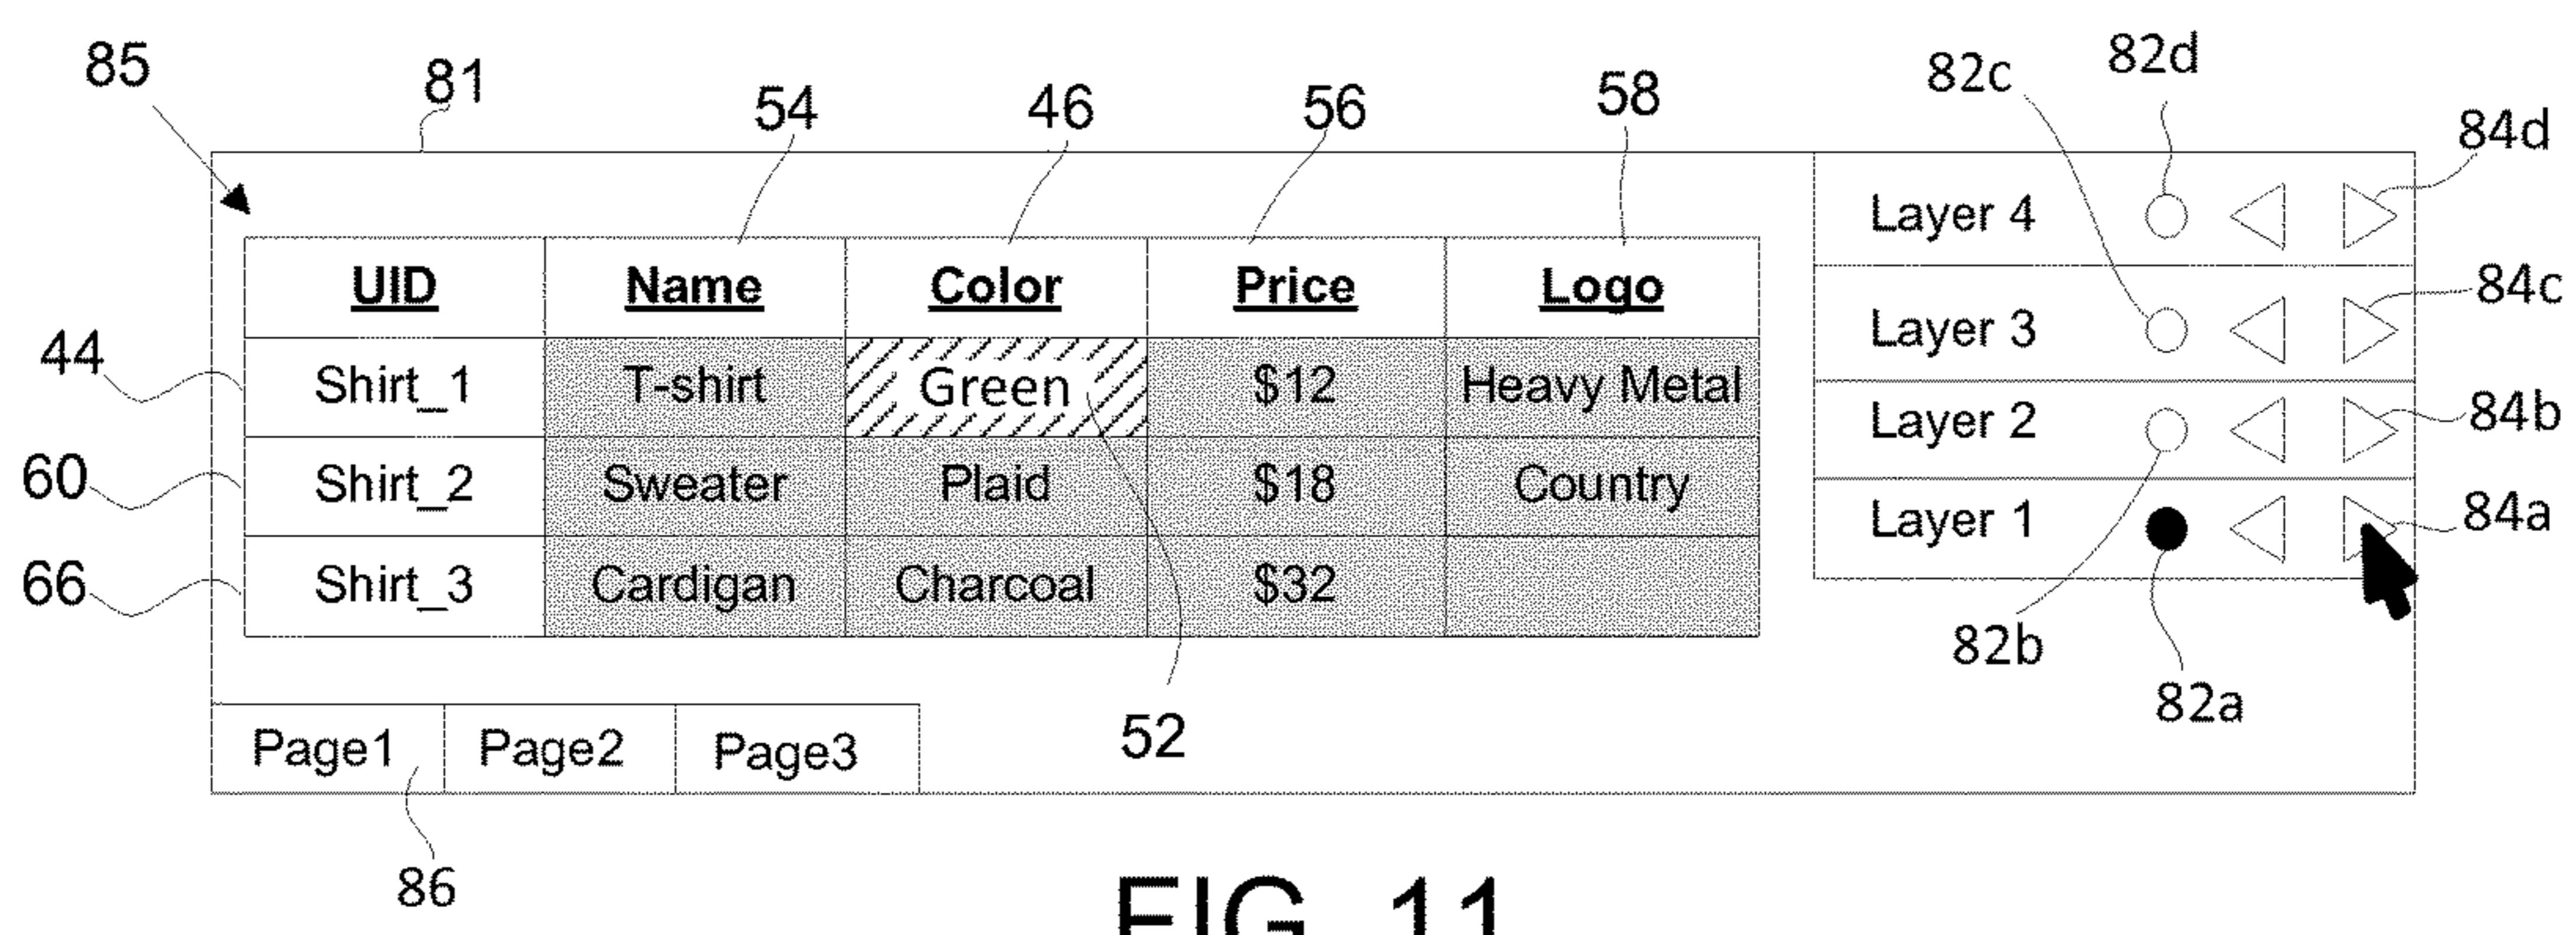 85
81
54
46
56
58
82c
82d
84d
UID Name Color Price Logo
44 Shirt_1 T-shirt Green $12 Heavy Metal
60 Shirt_2 Sweater Plaid $18 Country
66 Shirt_3 Cardigan Charcoal $32
Layer 4
Layer 3 84c
Layer 2 84b
Layer 1 84a
82b
82a
52
Page1 Page2 Page3
86
FIG. 11